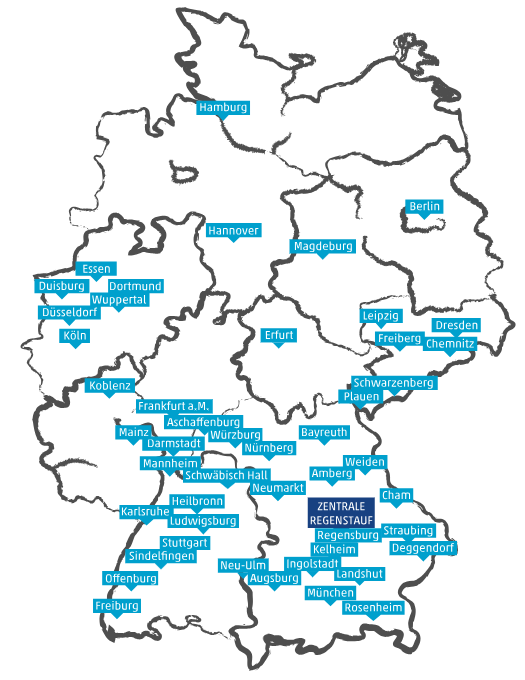 Hamburg
Berlin
Hannover
Magdeburg
Essen
Duisburg
Dortmund
Wuppertal
Düsseldorf
Leipzig
Dresden
Köln
Erfurt
Freiberg
Chemnitz
Koblenz
Schwarzenberg
Plauen
Frankfurt a.M.
Aschaffenburg
Mainz
Würzburg
Bayreuth
Darmstadt
Nürnberg
Mannheim
Weiden
Schwäbisch Hall
Amberg
Neumarkt
Cham
Heilbronn
ZENTRALE
REGENSTAUF
Karlsruhe
Ludwigsburg
Straubing
Regensburg
Stuttgart
Kelheim
Deggendorf
Sindelfingen
Neu-Ulm
Ingolstadt
Offenburg
Augsburg
Landshut
München
Freiburg
Rosenheim